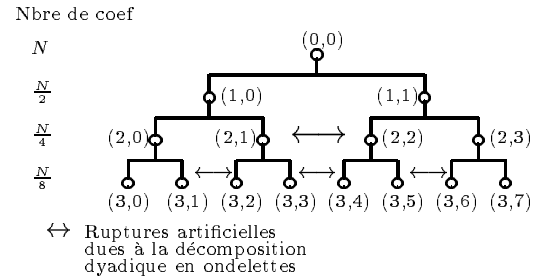 Nbre de coef
N (0,0)
N/2 (1,0) (1,1)
N/4 (2,0) (2,1) ⟷ (2,2) (2,3)
N/8 ⟷ ⟷ ⟷
(3,0) (3,1) (3,2) (3,3) (3,4) (3,5) (3,6) (3,7)
↔ Ruptures artificielles
dues à la décomposition
dyadique en ondelettes